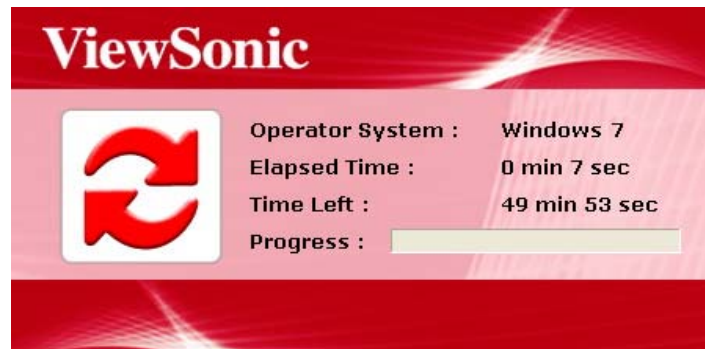 ViewSonic
Operator System : Windows 7
Elapsed Time : 0 min 7 sec
Time Left : 49 min 53 sec
Progress :